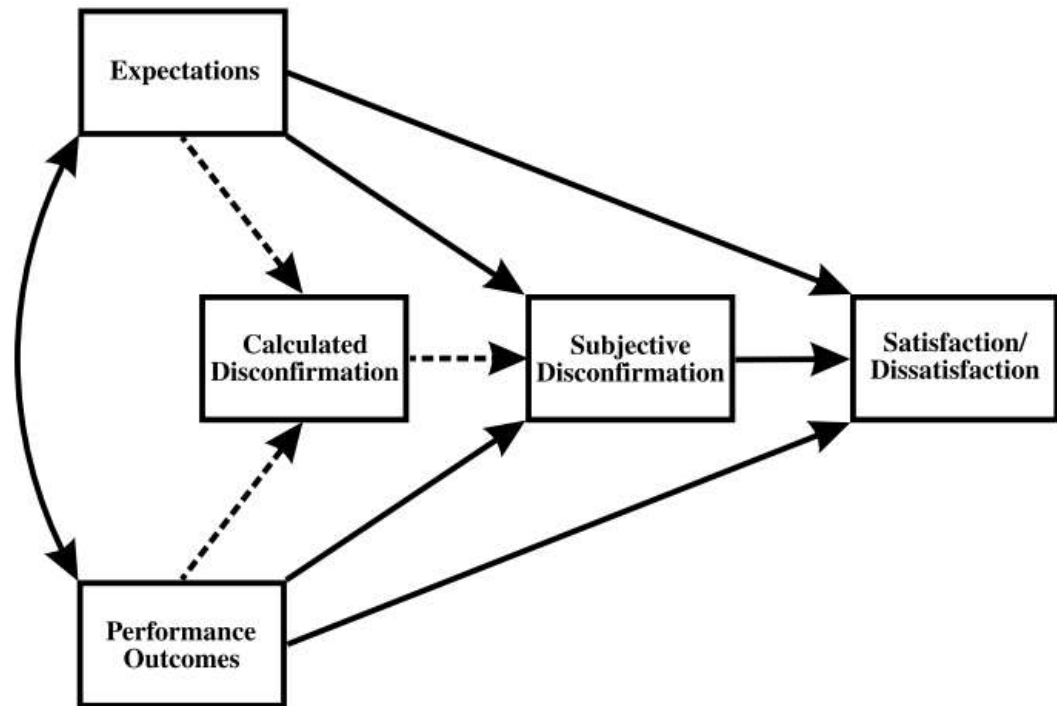 Expectations
Calculated
Disconfirmation
Subjective
Disconfirmation
Satisfaction/
Dissatisfaction
Performance
Outcomes